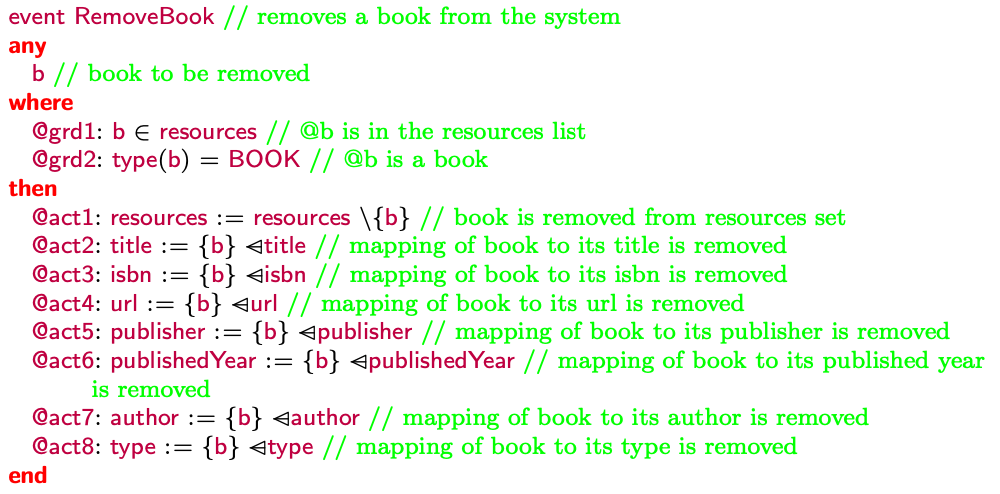 event RemoveBook // removes a book from the system
any
b // book to be removed
where
@grd1: b ∈ resources // @b is in the resources list
@grd2: type(b) = BOOK // @b is a book
then
@act1: resources := resources \{b} // book is removed from resources set
@act2: title := {b} ⩤title // mapping of book to its title is removed
@act3: isbn := {b} ⩤isbn // mapping of book to its isbn is removed
@act4: url := {b} ⩤url // mapping of book to its url is removed
@act5: publisher := {b} ⩤publisher // mapping of book to its publisher is removed
@act6: publishedYear := {b} ⩤publishedYear // mapping of book to its published year
is removed
@act7: author := {b} ⩤author // mapping of book to its author is removed
@act8: type := {b} ⩤type // mapping of book to its type is removed
end